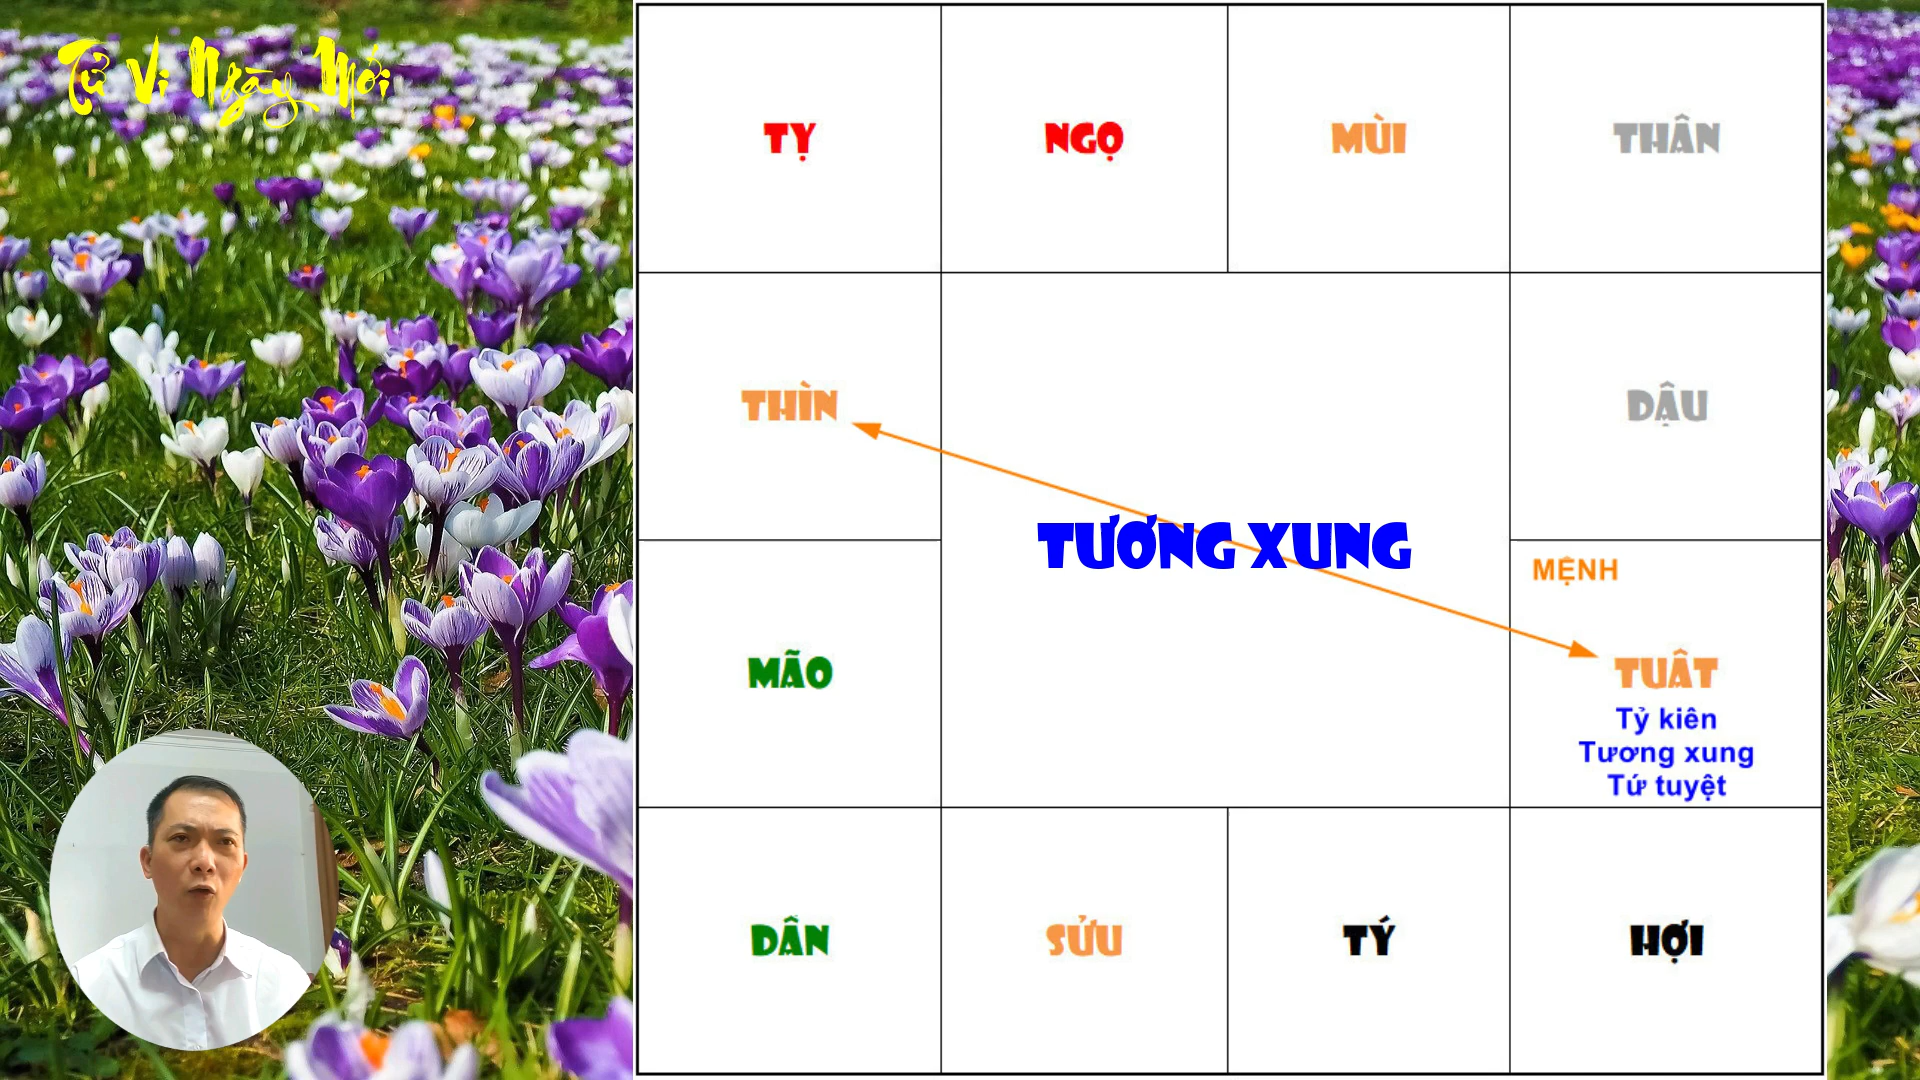 Tử Vi Ngày Mới
TỴ
NGỌ
MÙI
THÂN
THÌN
DẬU
TƯƠNG XUNG
MỆNH
MÃO
TUẤT
Tỷ kiên
Tương xung
Tứ tuyệt
DẦN
SỬU
TÝ
HỢI